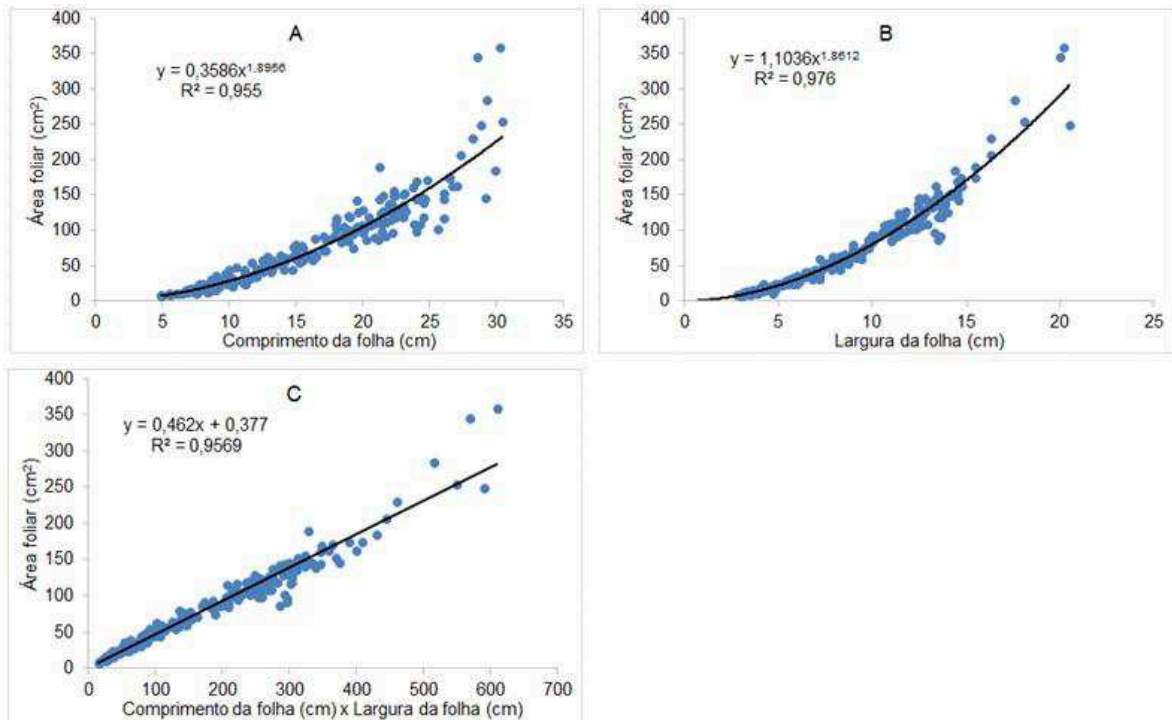 A
y = 0,3586x^1.8956
R² = 0,955
Área foliar (cm²)
400
350
300
250
200
150
100
50
0
0 5 10 15 20 25 30 35
Comprimento da folha (cm)
B
y = 1,1036x^1.8612
R² = 0,976
Área foliar (cm²)
400
350
300
250
200
150
100
50
0
0 5 10 15 20 25
Largura da folha (cm)
C
y = 0,462x + 0,377
R² = 0,9569
Área foliar (cm²)
400
350
300
250
200
150
100
50
0
0 100 200 300 400 500 600 700
Comprimento da folha (cm) x Largura da folha (cm)